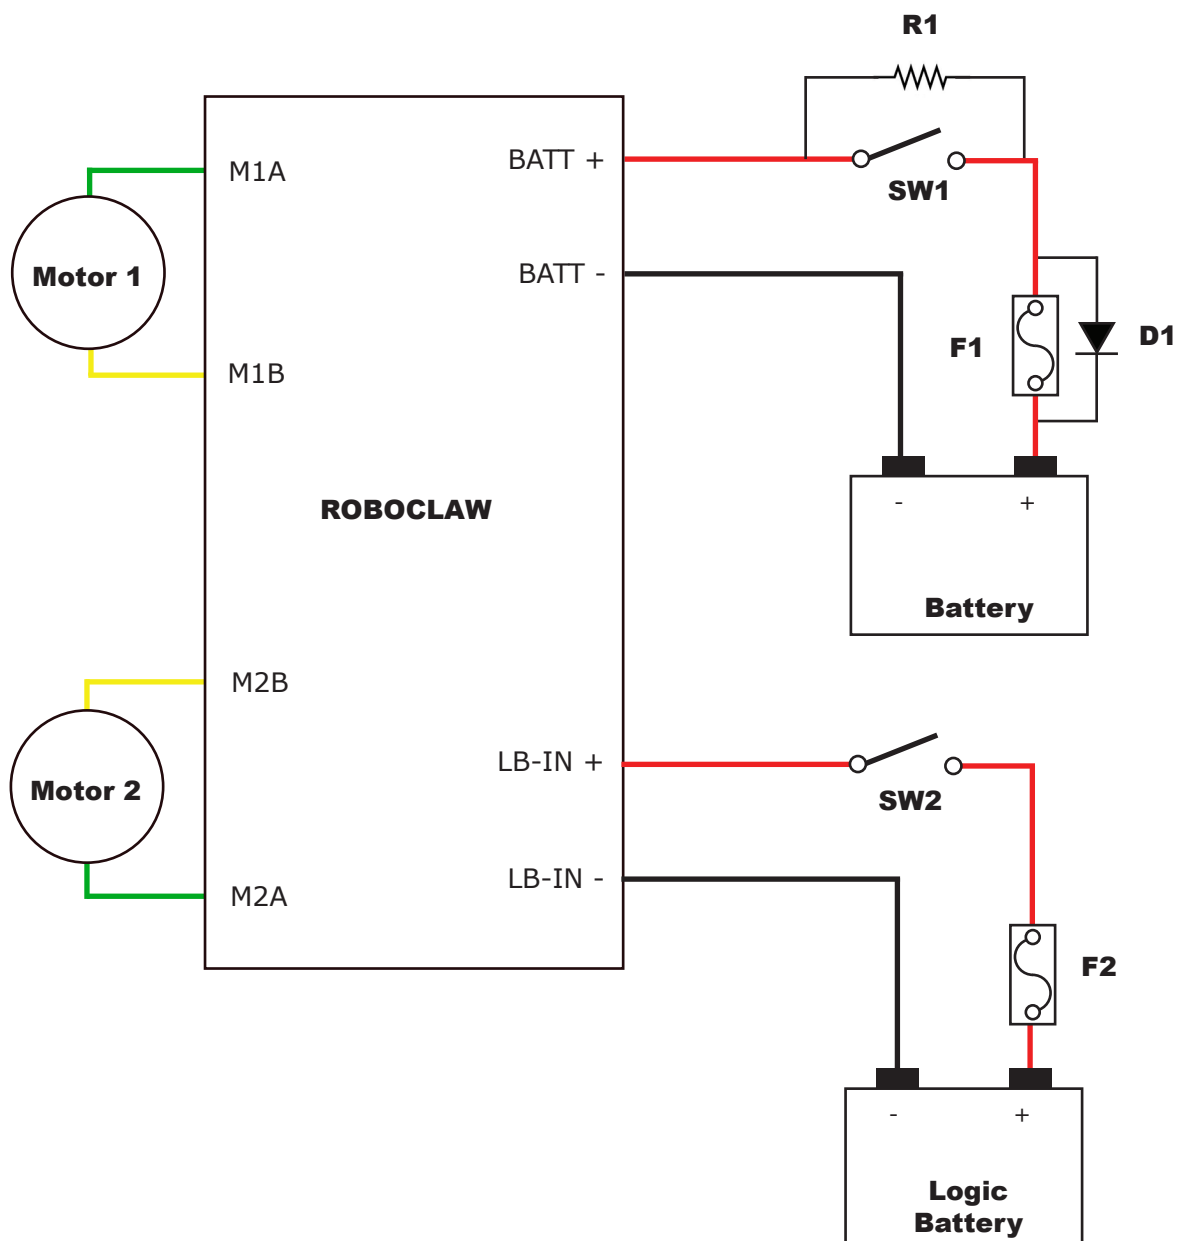 R1
M1A
BATT +
SW1
BATT -
Motor 1
F1
D1
M1B
ROBOCLAW
- +
Battery
M2B
LB-IN +
Motor 2
SW2
LB-IN -
M2A
F2
- +
Logic
Battery